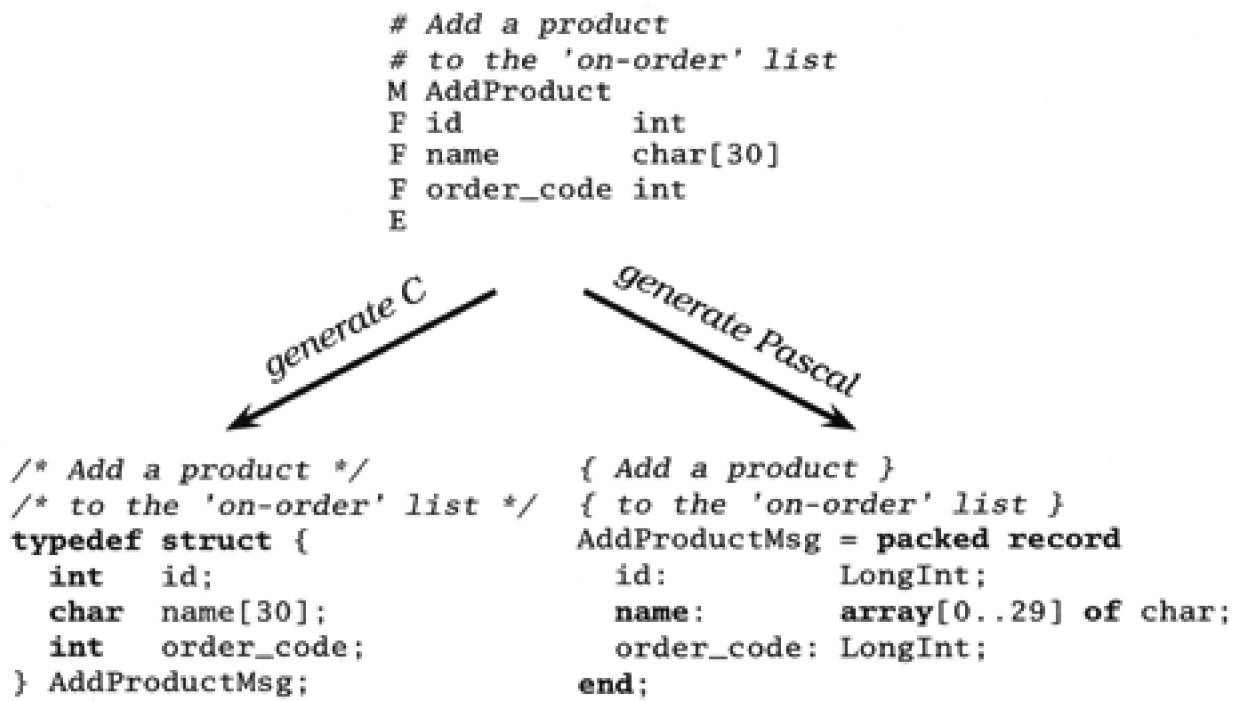 # Add a product
# to the 'on-order' list
M AddProduct
F id          int
F name        char[30]
F order_code int
E
generate C
generate Pascal
/* Add a product */
/* to the 'on-order' list */
typedef struct {
  int   id;
  char  name[30];
  int   order_code;
} AddProductMsg;
{ Add a product }
{ to the 'on-order' list }
AddProductMsg = packed record
  id:         LongInt;
  name:       array[0..29] of char;
  order_code: LongInt;
end;